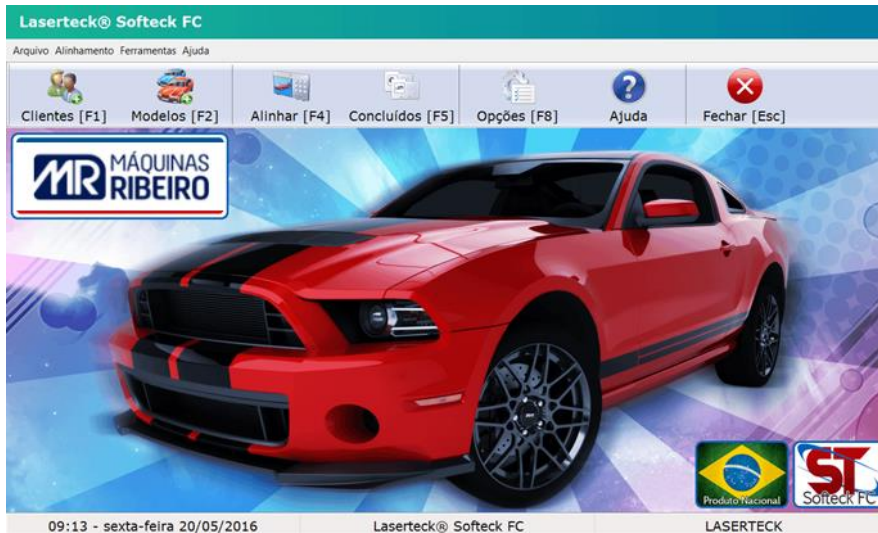 Laserteck® Softeck FC
Arquivo Alinhamento Ferramentas Ajuda
Clientes [F1] Modelos [F2] Alinhar [F4] Concluídos [F5] Opções [F8] Ajuda Fechar [Esc]
MR MÁQUINAS
RIBEIRO
Produto Nacional
ST
Softeck FC
09:13 - sexta-feira 20/05/2016 Laserteck® Softeck FC LASERTECK